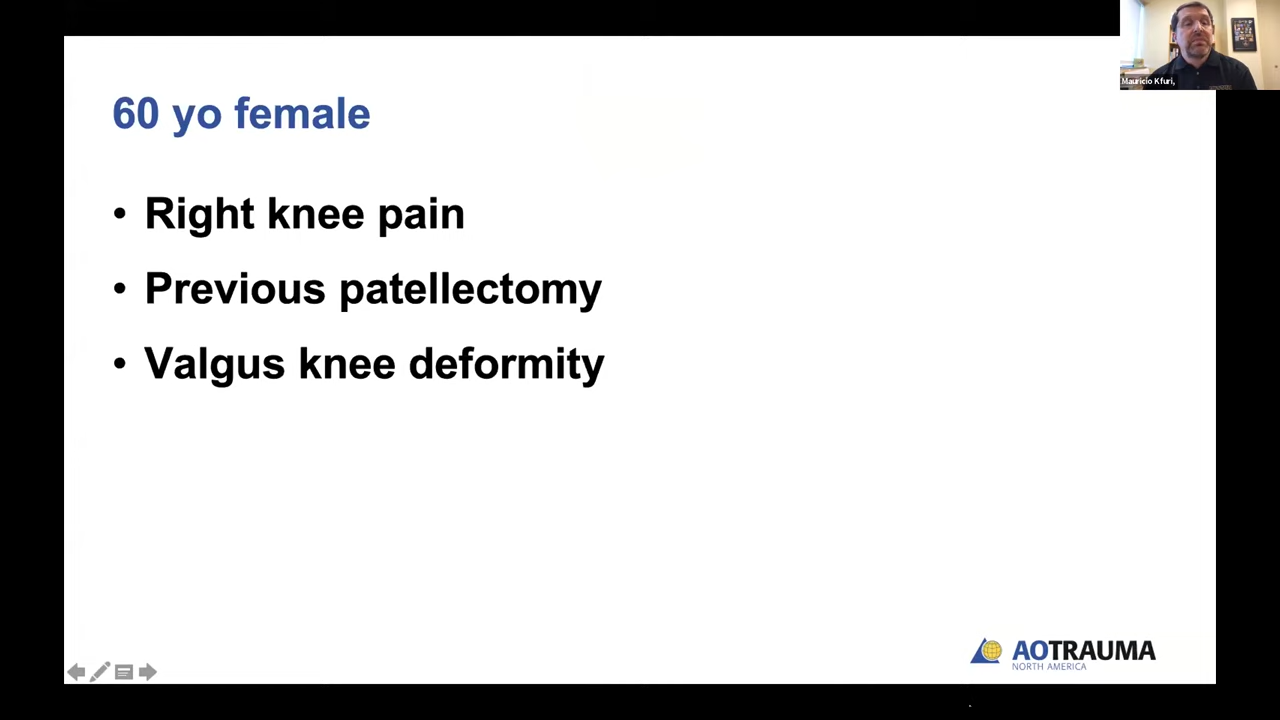 Mauricio Kfuri,
60 yo female
• Right knee pain
• Previous patellectomy
• Valgus knee deformity
AOTRAUMA
NORTH AMERICA